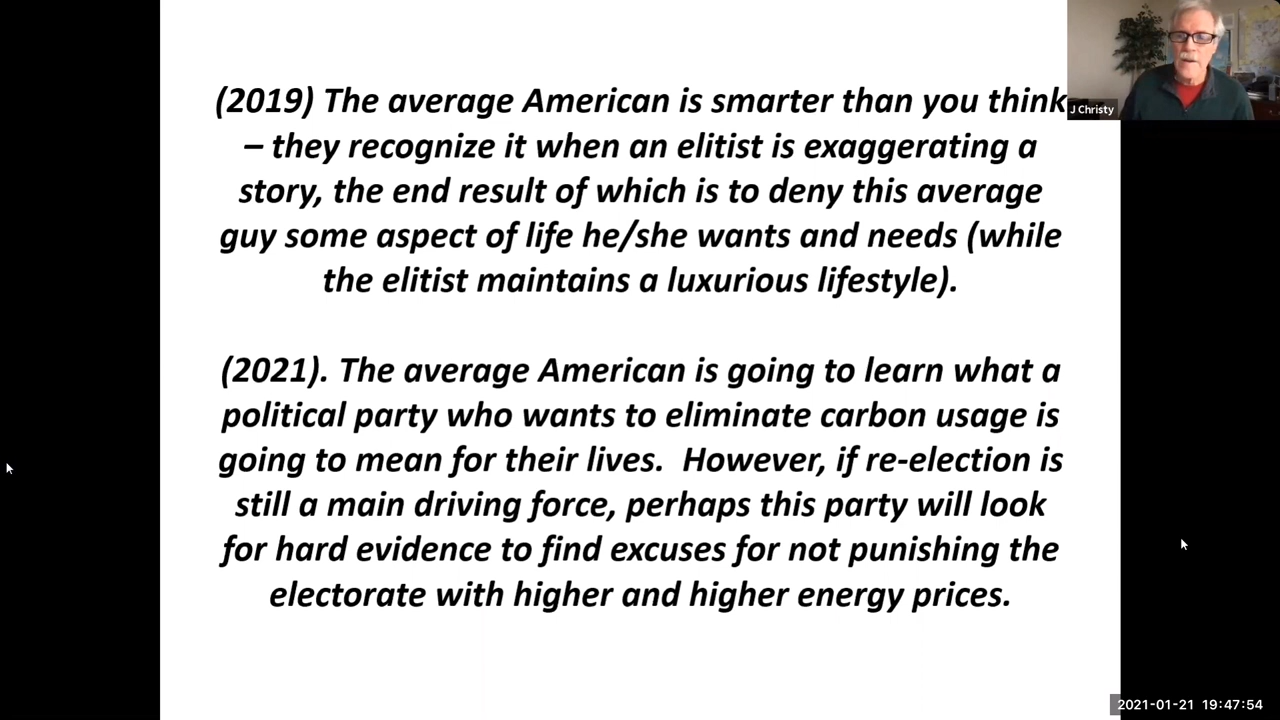 (2019) The average American is smarter than you think
– they recognize it when an elitist is exaggerating a
story, the end result of which is to deny this average
guy some aspect of life he/she wants and needs (while
the elitist maintains a luxurious lifestyle).
(2021). The average American is going to learn what a
political party who wants to eliminate carbon usage is
going to mean for their lives.  However, if re-election is
still a main driving force, perhaps this party will look
for hard evidence to find excuses for not punishing the
electorate with higher and higher energy prices.
J Christy
2021-01-21 19:47:54